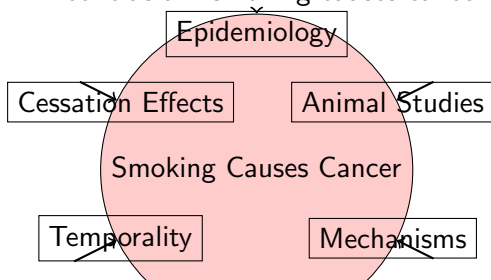 Epidemiology
Cessation Effects
Animal Studies
Smoking Causes Cancer
Temporality
Mechanisms